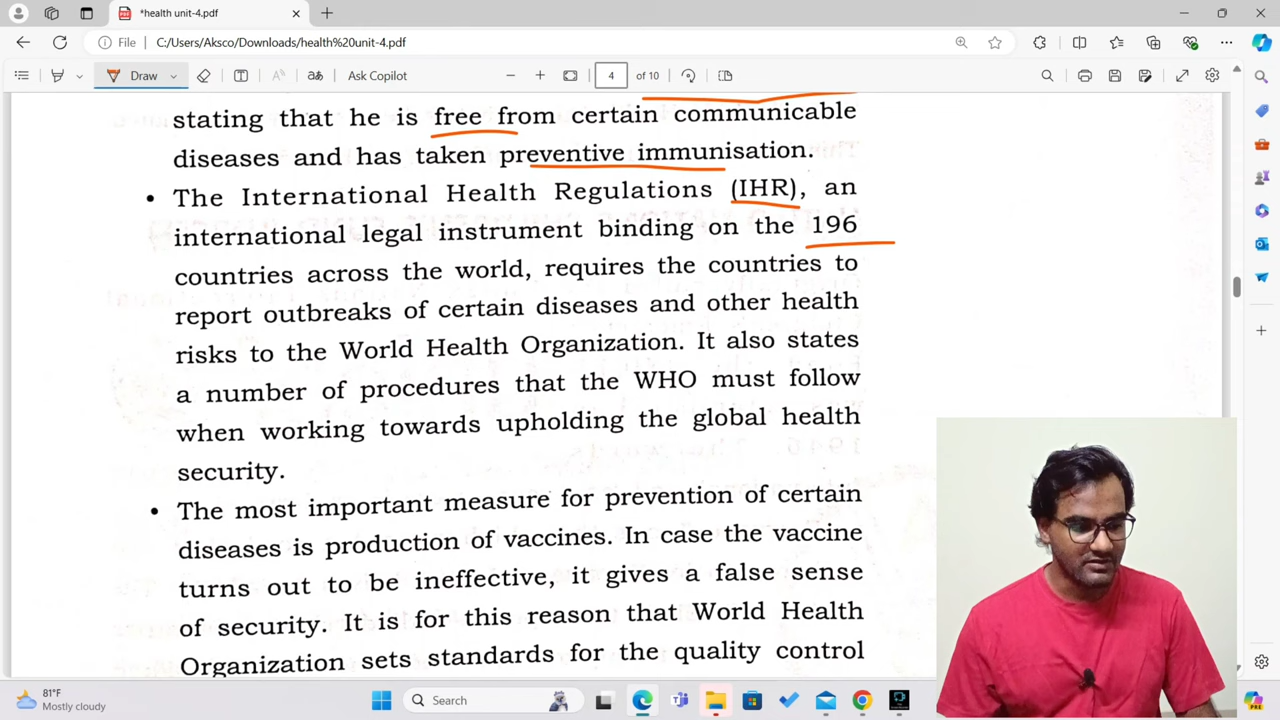 *health unit-4.pdf
File
C:/Users/Aksco/Downloads/health%20unit-4.pdf
Draw
Ask Copilot
4 of 10
stating that he is free from certain communicable
diseases and has taken preventive immunisation.
• The International Health Regulations (IHR), an
international legal instrument binding on the 196
countries across the world, requires the countries to
report outbreaks of certain diseases and other health
risks to the World Health Organization. It also states
a number of procedures that the WHO must follow
when working towards upholding the global health
security.
• The most important measure for prevention of certain
diseases is production of vaccines. In case the vaccine
turns out to be ineffective, it gives a false sense
of security. It is for this reason that World Health
Organization sets standards for the quality control
81°F
Mostly cloudy
Search